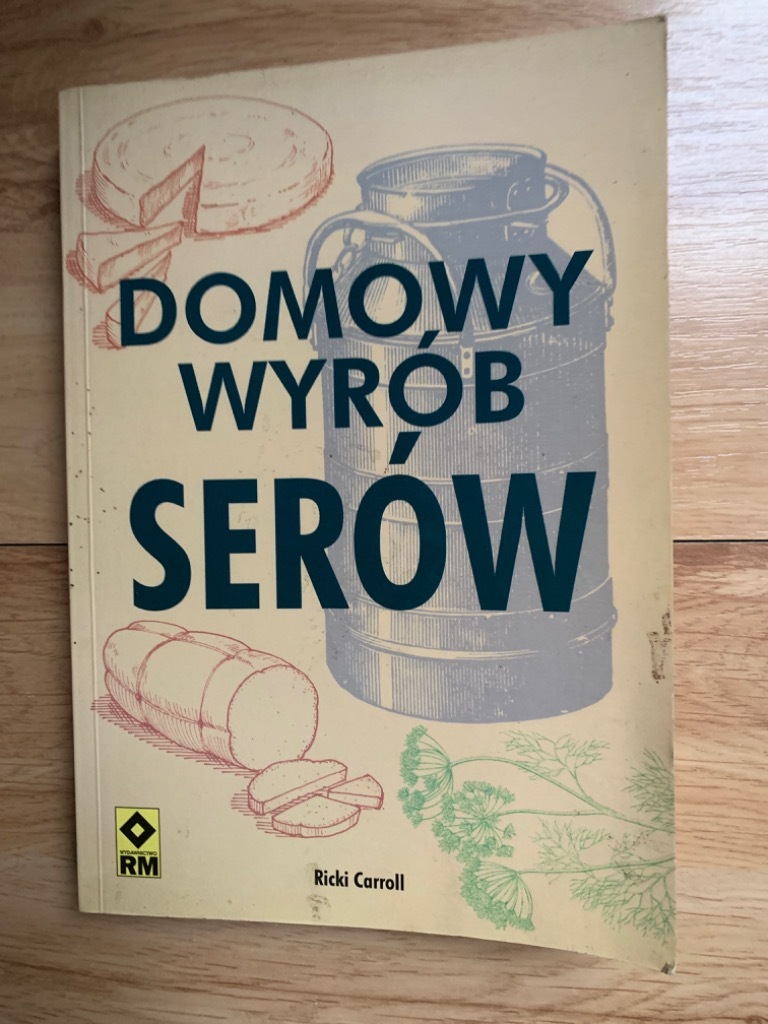 DOMOWY
WYRÓB
SERÓW
WYDAWNICTWO
RM
Ricki Carroll